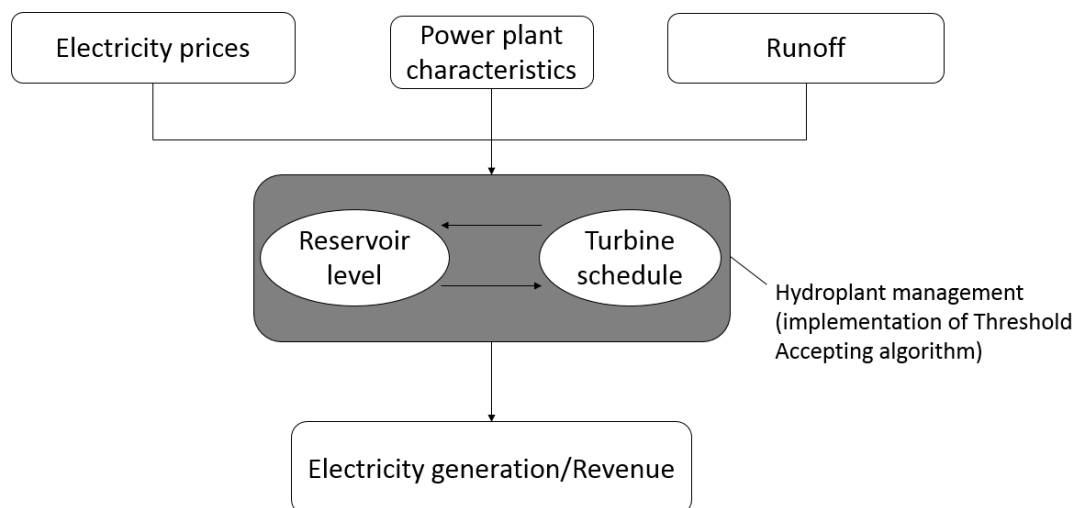 Electricity prices
Power plant
characteristics
Runoff
Reservoir
level
Turbine
schedule
Hydroplant management
(implementation of Threshold
Accepting algorithm)
Electricity generation/Revenue